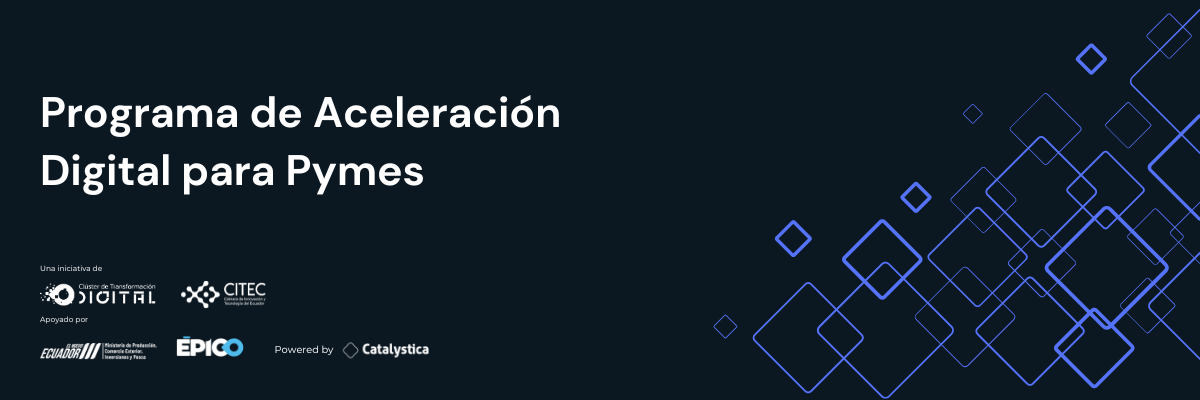 Programa de Aceleración
Digital para Pymes
Una iniciativa de
Clúster de Transformación
DIGITAL
CITEC
Cámara de Innovación y
Tecnología del Ecuador
Apoyado por
EL NUEVO
ECUADOR
Ministerio de Producción,
Comercio Exterior,
Inversiones y Pesca
ÉPICO
Powered by
Catalystica